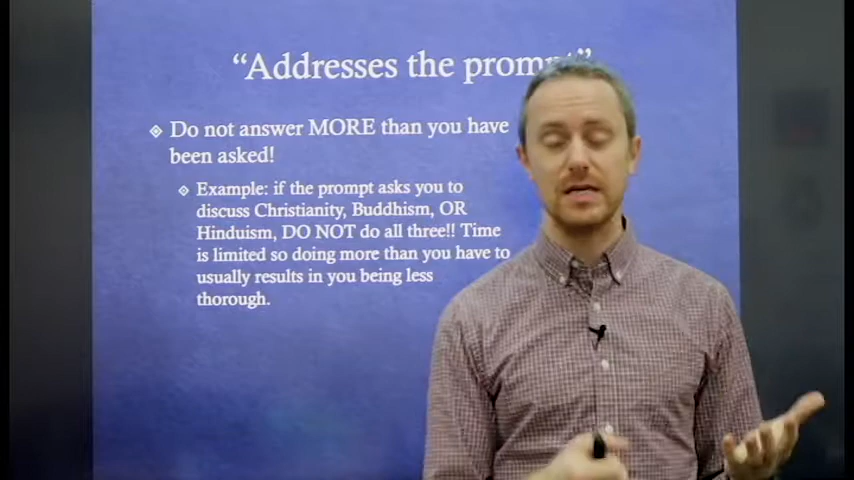 “Addresses the prompt”
Do not answer MORE than you have
been asked!
Example: if the prompt asks you to
discuss Christianity, Buddhism, OR
Hinduism, DO NOT do all three!! Time
is limited so doing more than you have to
usually results in you being less
thorough.